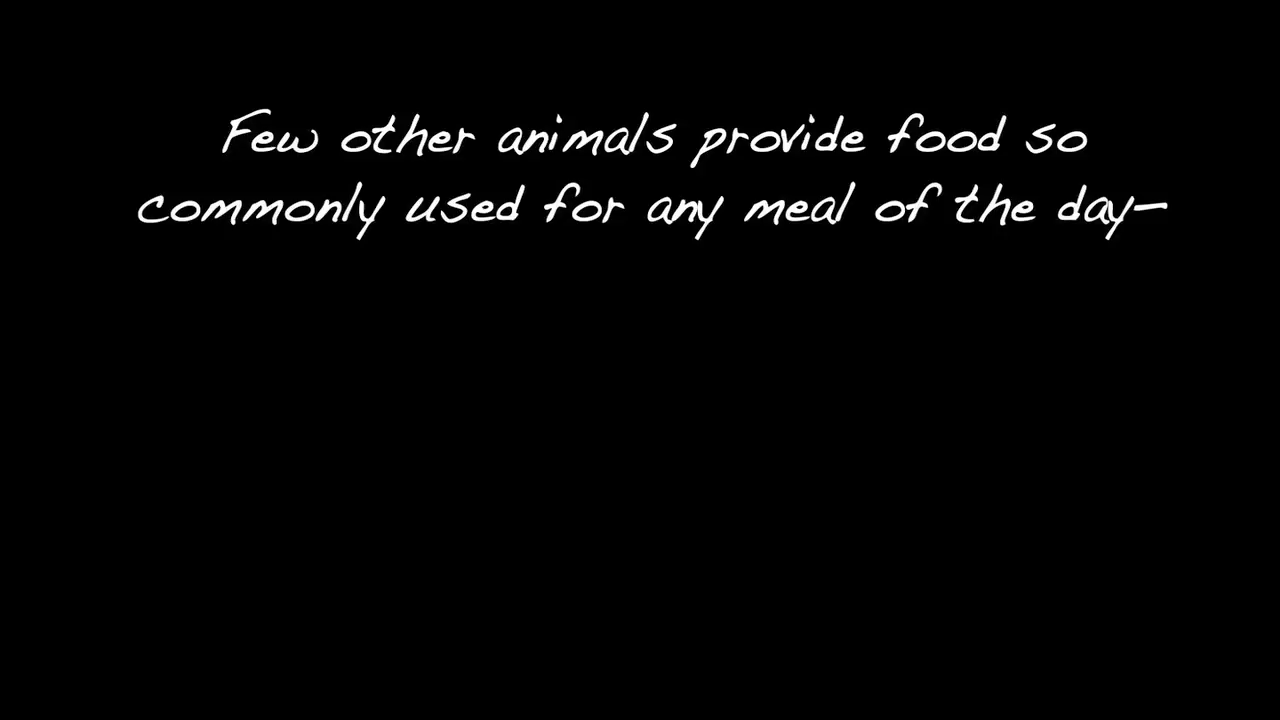 Few other animals provide food so
commonly used for any meal of the day–